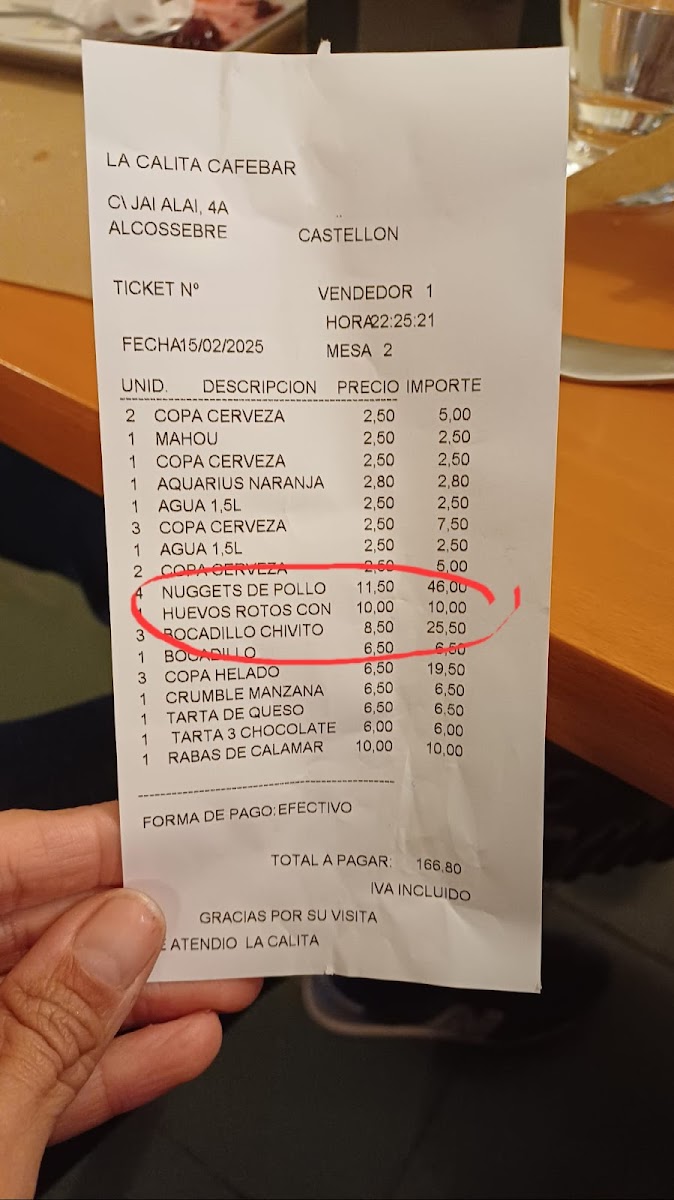 LA CALITA CAFEBAR
C\ JAI ALAI, 4A
ALCOSSEBRE CASTELLON
TICKET Nº VENDEDOR 1
HORA22:25:21
FECHA15/02/2025 MESA 2
UNID. DESCRIPCION PRECIO IMPORTE
2 COPA CERVEZA 2,50 5,00
1 MAHOU 2,50 2,50
1 COPA CERVEZA 2,50 2,50
1 AQUARIUS NARANJA 2,80 2,80
1 AGUA 1,5L 2,50 2,50
3 COPA CERVEZA 2,50 7,50
1 AGUA 1,5L 2,50 2,50
2 COPA CERVEZA 2,50 5,00
4 NUGGETS DE POLLO 11,50 46,00
1 HUEVOS ROTOS CON 10,00 10,00
3 BOCADILLO CHIVITO 8,50 25,50
1 BOCADILLO 6,50 6,50
3 COPA HELADO 6,50 19,50
1 CRUMBLE MANZANA 6,50 6,50
1 TARTA DE QUESO 6,50 6,50
1 TARTA 3 CHOCOLATE 6,00 6,00
1 RABAS DE CALAMAR 10,00 10,00
FORMA DE PAGO:EFECTIVO
TOTAL A PAGAR: 166,80
IVA INCLUIDO
GRACIAS POR SU VISITA
E ATENDIO LA CALITA